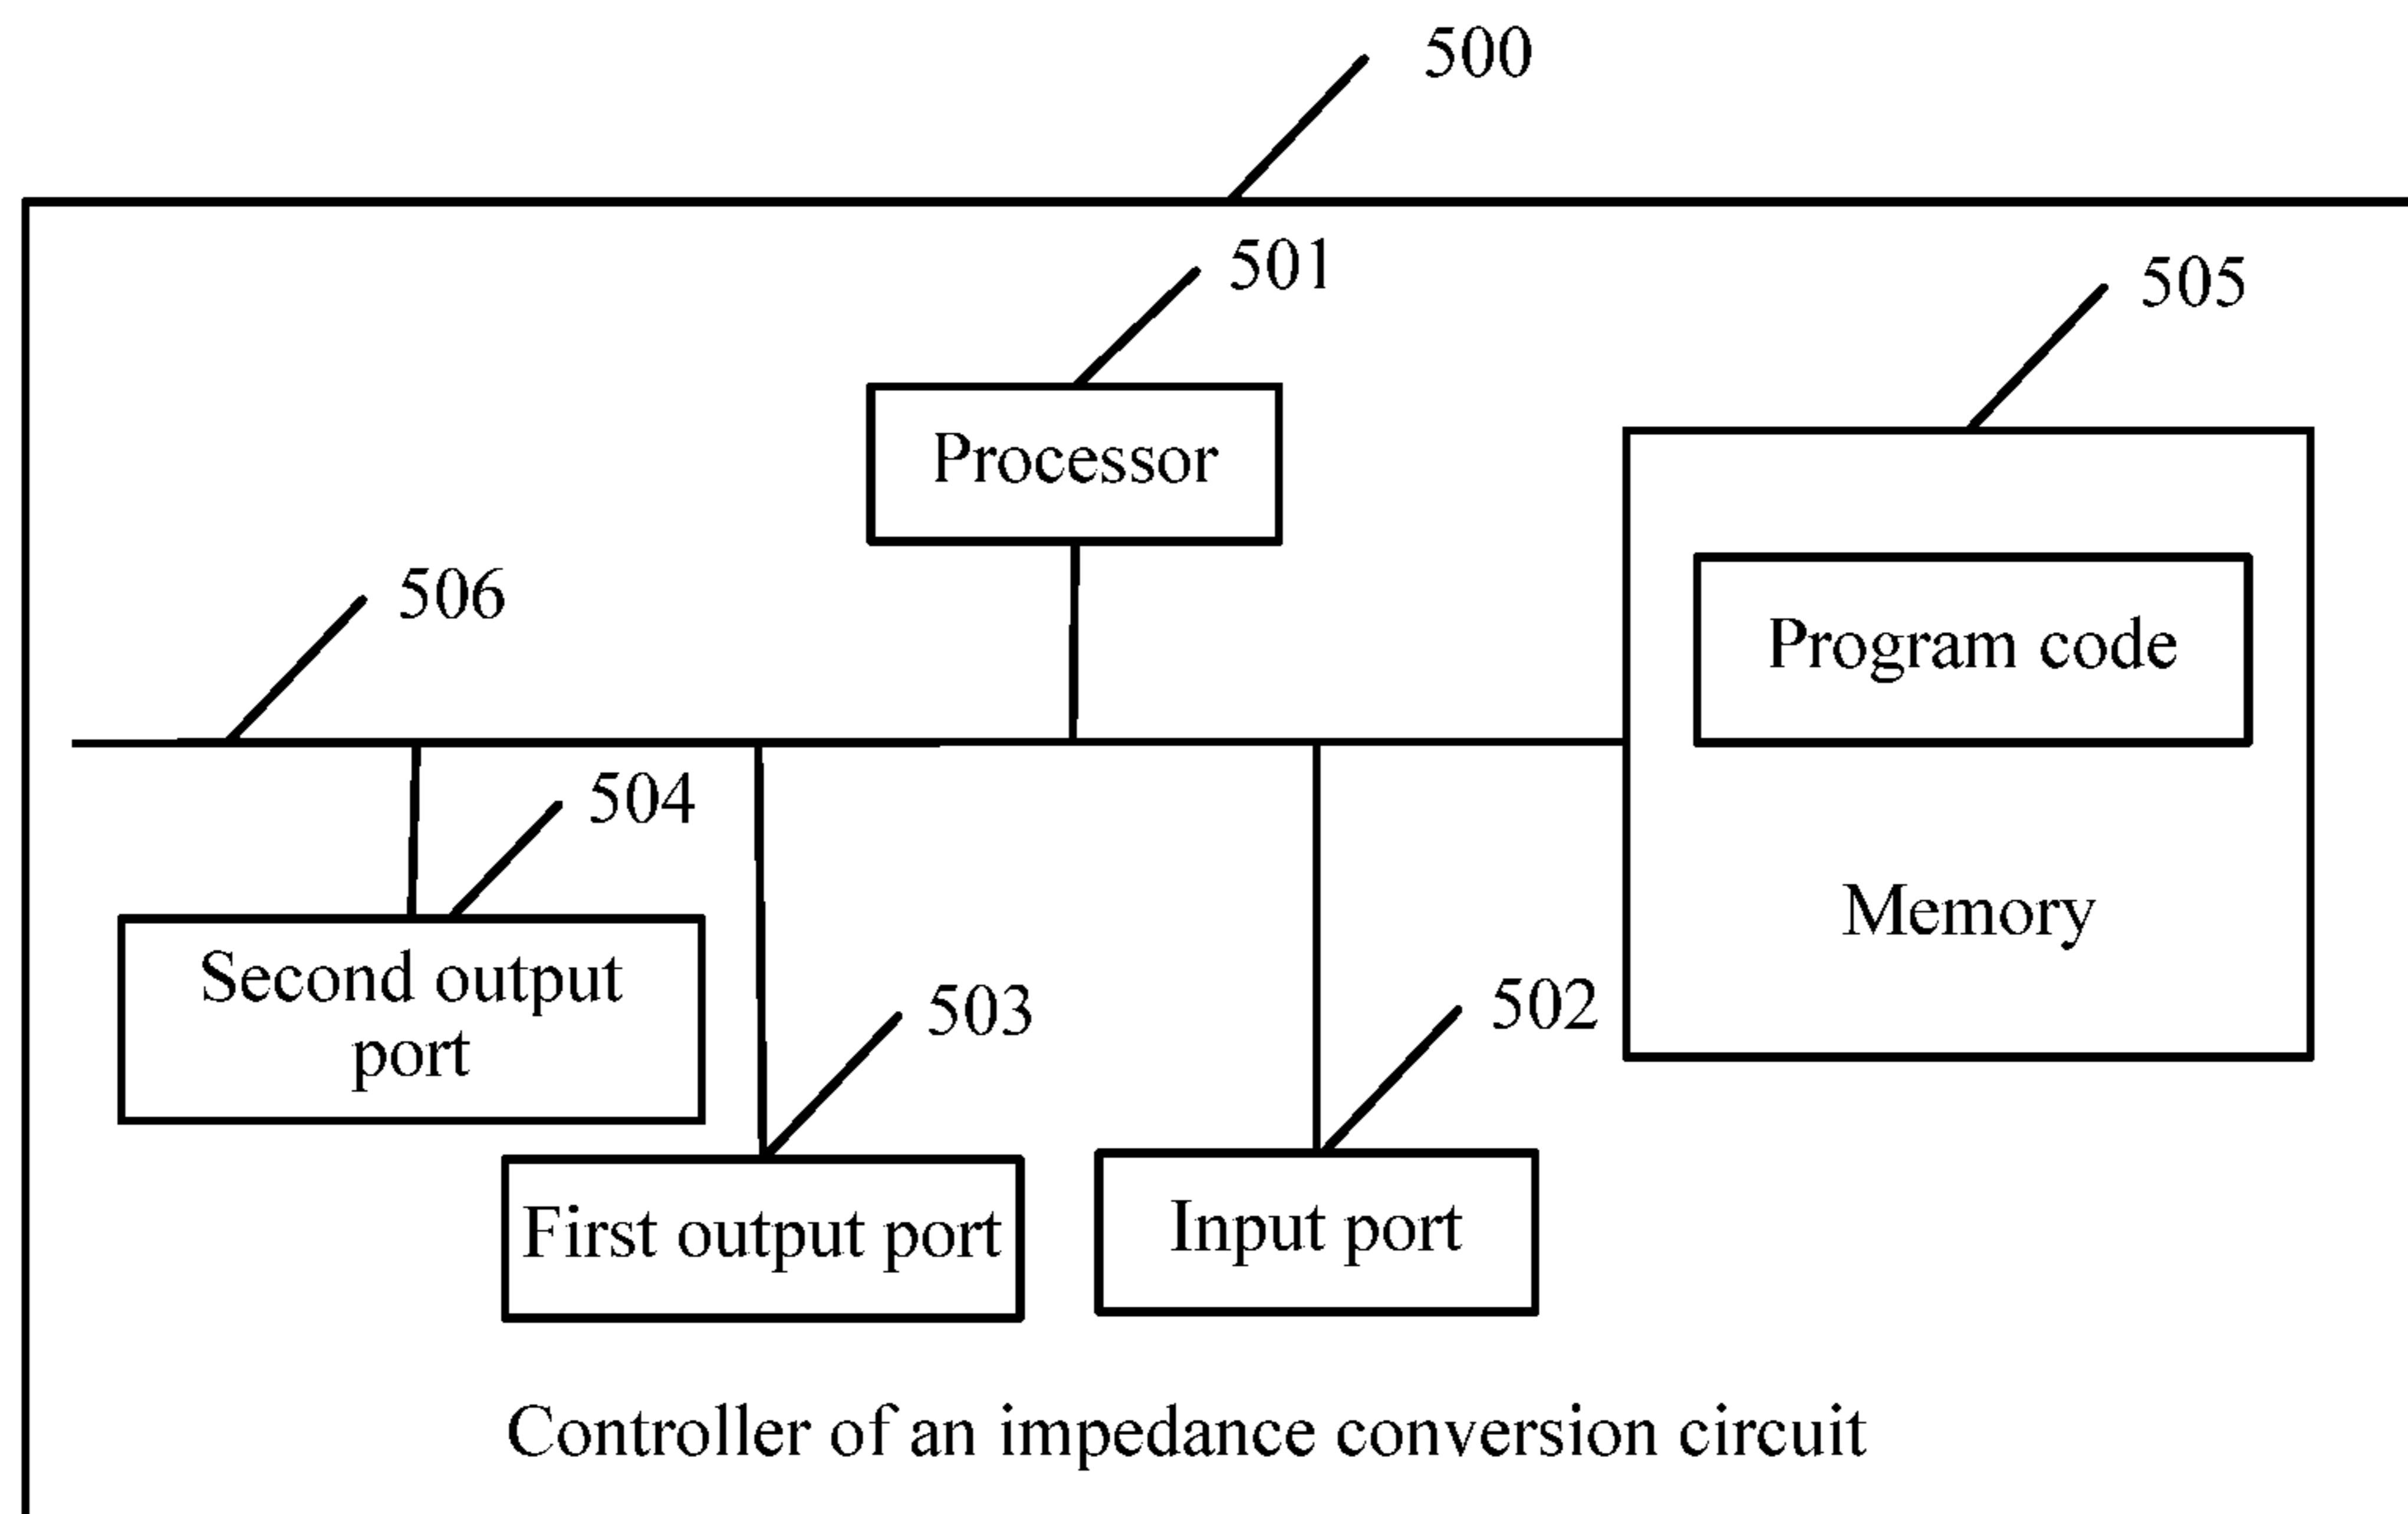 500
501
505
Processor
506
Program code
504
Memory
Second output
port
503
502
First output port
Input port
Controller of an impedance conversion circuit